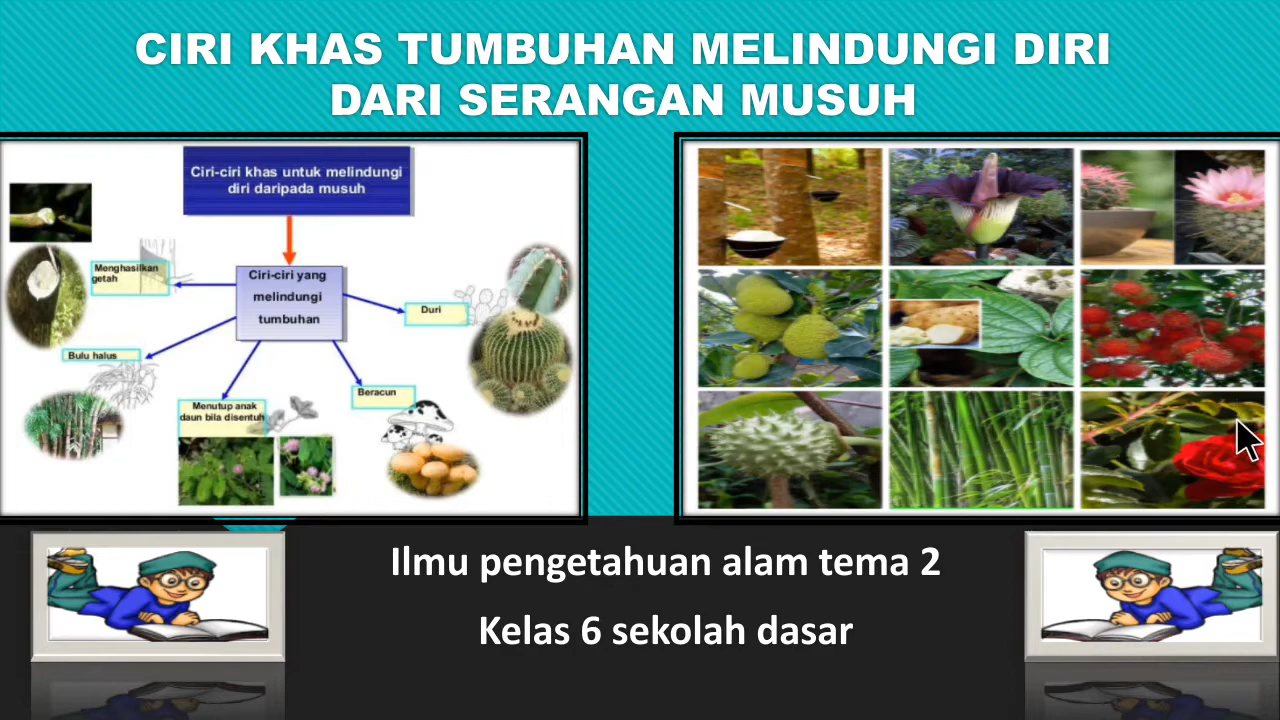 CIRI KHAS TUMBUHAN MELINDUNGI DIRI
DARI SERANGAN MUSUH
Ciri-ciri khas untuk melindungi
diri daripada musuh
Ciri-ciri yang
melindungi
tumbuhan
Menghasilkan
getah
Duri
Bulu halus
Menutup anak
daun bila disentuh
Beracun
Ilmu pengetahuan alam tema 2
Kelas 6 sekolah dasar